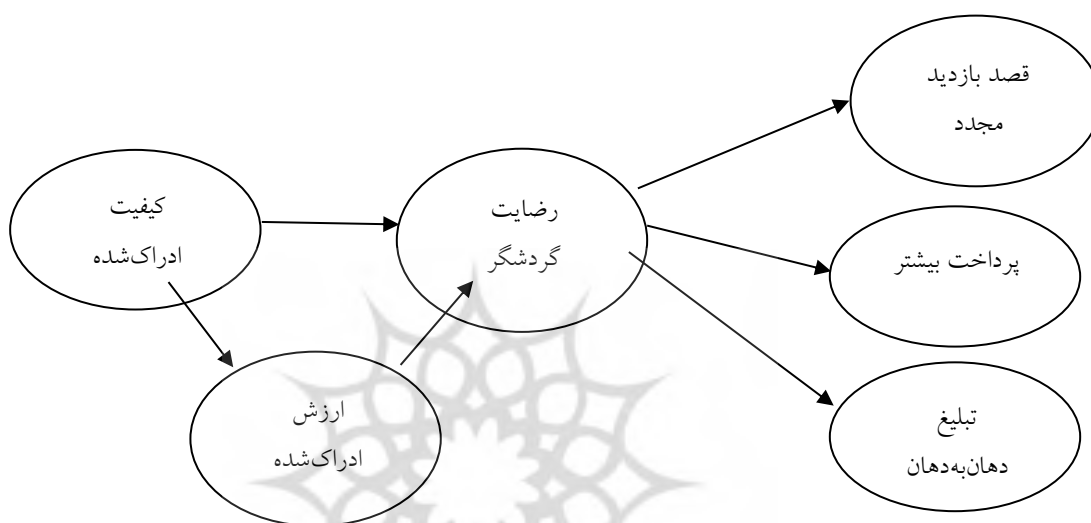 قصد بازدید
مجدد
کیفیت
ادراک‌شده
رضایت
گردشگر
پرداخت بیشتر
ارزش
ادراک‌شده
تبلیغ
دهان‌به‌دهان